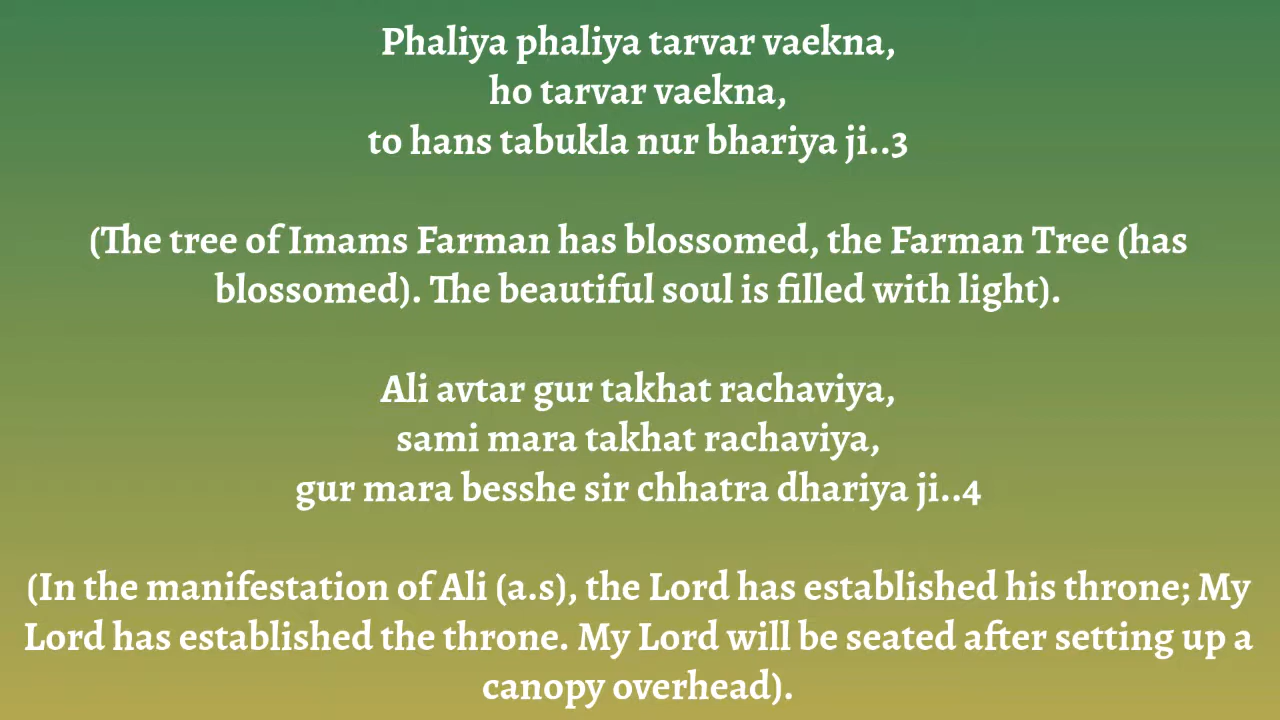 Phaliya phaliya tarvar vaekna,
ho tarvar vaekna,
to hans tabukla nur bhariya ji..3
(The tree of Imams Farman has blossomed, the Farman Tree (has
blossomed). The beautiful soul is filled with light).
Ali avtar gur takhat rachaviya,
sami mara takhat rachaviya,
gur mara besshe sir chhatra dhariya ji..4
(In the manifestation of Ali (a.s), the Lord has established his throne; My
Lord has established the throne. My Lord will be seated after setting up a
canopy overhead).